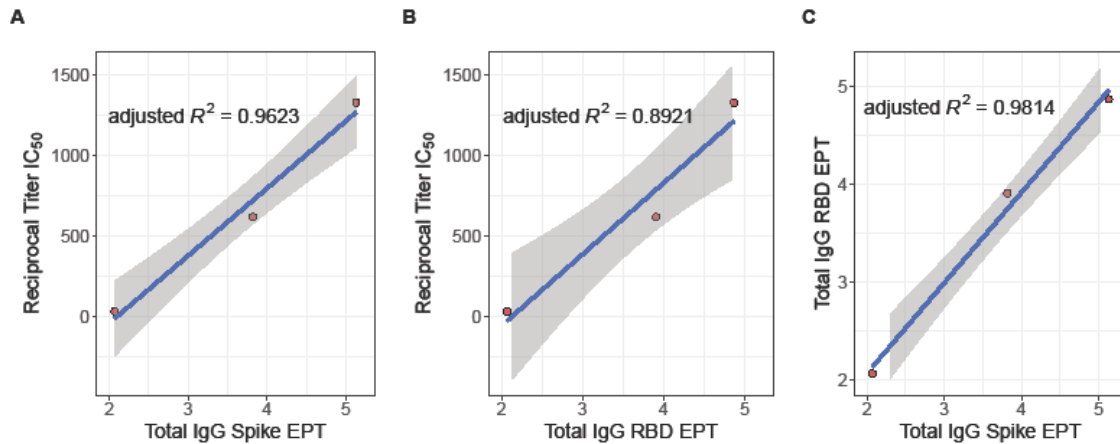 A
Reciprocal Titer IC50
1500
1000
500
0
adjusted R² = 0.9623
2 3 4 5
Total IgG Spike EPT
B
Reciprocal Titer IC50
1500
1000
500
0
adjusted R² = 0.8921
2 3 4 5
Total IgG RBD EPT
C
Total IgG RBD EPT
5
4
3
2
adjusted R² = 0.9814
2 3 4 5
Total IgG Spike EPT